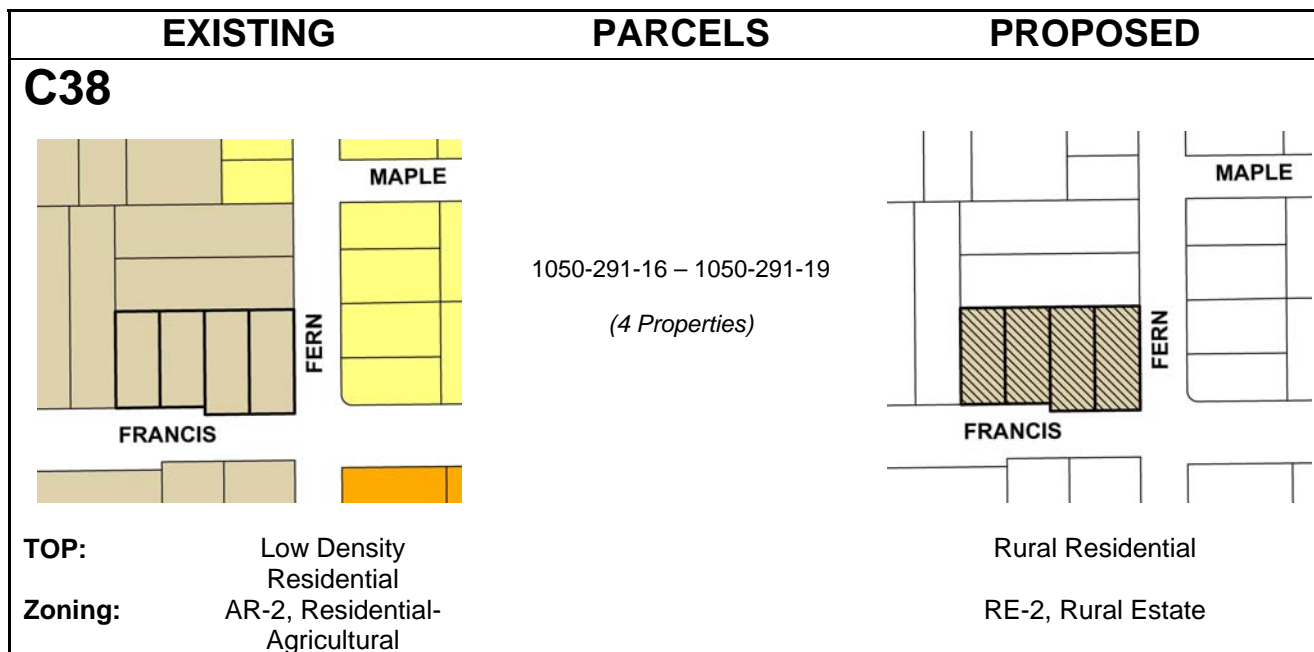 EXISTING PARCELS PROPOSED
C38
MAPLE
FERN
FRANCIS
1050-291-16 – 1050-291-19
(4 Properties)
MAPLE
FERN
FRANCIS
TOP: Low Density Residential Rural Residential
Zoning: AR-2, Residential-Agricultural RE-2, Rural Estate